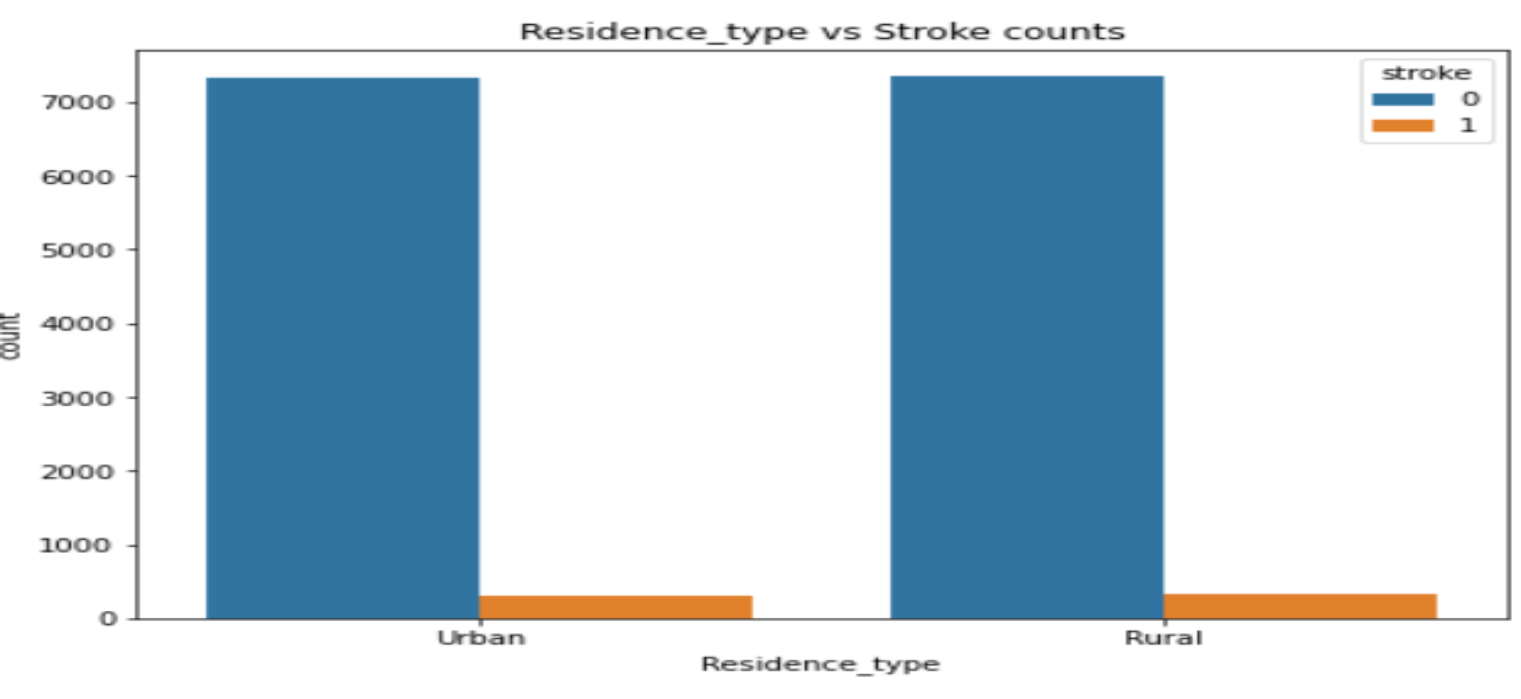 Residence_type vs Stroke counts
stroke
0
1
7000
6000
5000
4000
3000
2000
1000
0
count
Urban
Rural
Residence_type